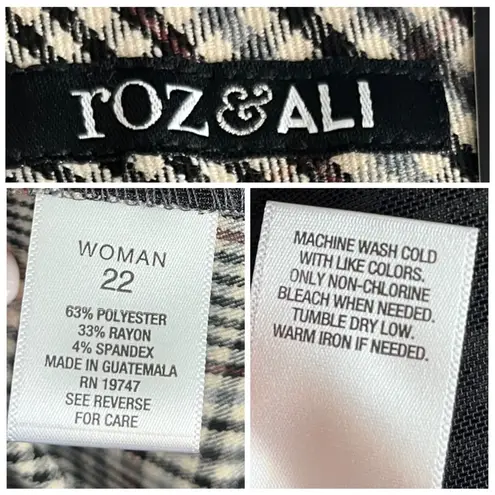 rOZ&ALI
WOMAN
22
63% POLYESTER
33% RAYON
4% SPANDEX
MADE IN GUATEMALA
RN 19747
SEE REVERSE
FOR CARE
MACHINE WASH COLD
WITH LIKE COLORS.
ONLY NON-CHLORINE
BLEACH WHEN NEEDED.
TUMBLE DRY LOW.
WARM IRON IF NEEDED.